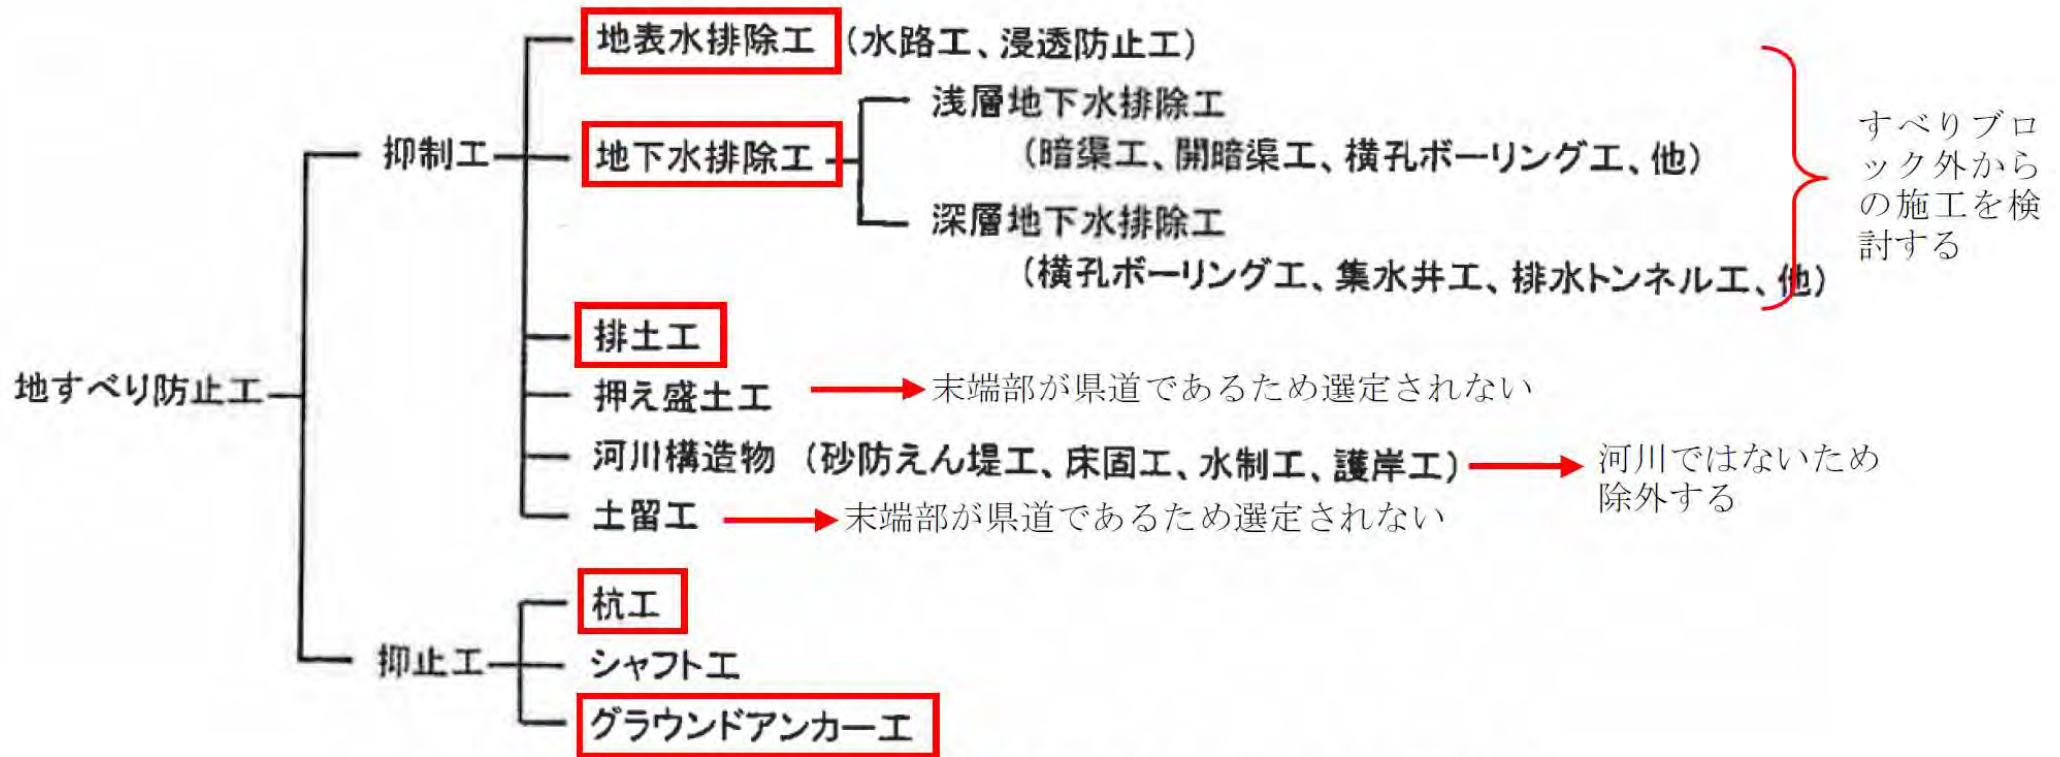 地表水排除工 (水路工、浸透防止工)
浅層地下水排除工
(暗渠工、開暗渠工、横孔ボーリング工、他)
抑制工
地下水排除工
深層地下水排除工
(横孔ボーリング工、集水井工、排水トンネル工、他)
すべりブロ
ック外から
の施工を検
討する
排土工
地すべり防止工
押え盛土工
末端部が県道であるため選定されない
河川構造物 (砂防えん堤工、床固工、水制工、護岸工)
河川ではないため
除外する
土留工
末端部が県道であるため選定されない
杭工
抑止工
シャフト工
グラウンドアンカー工